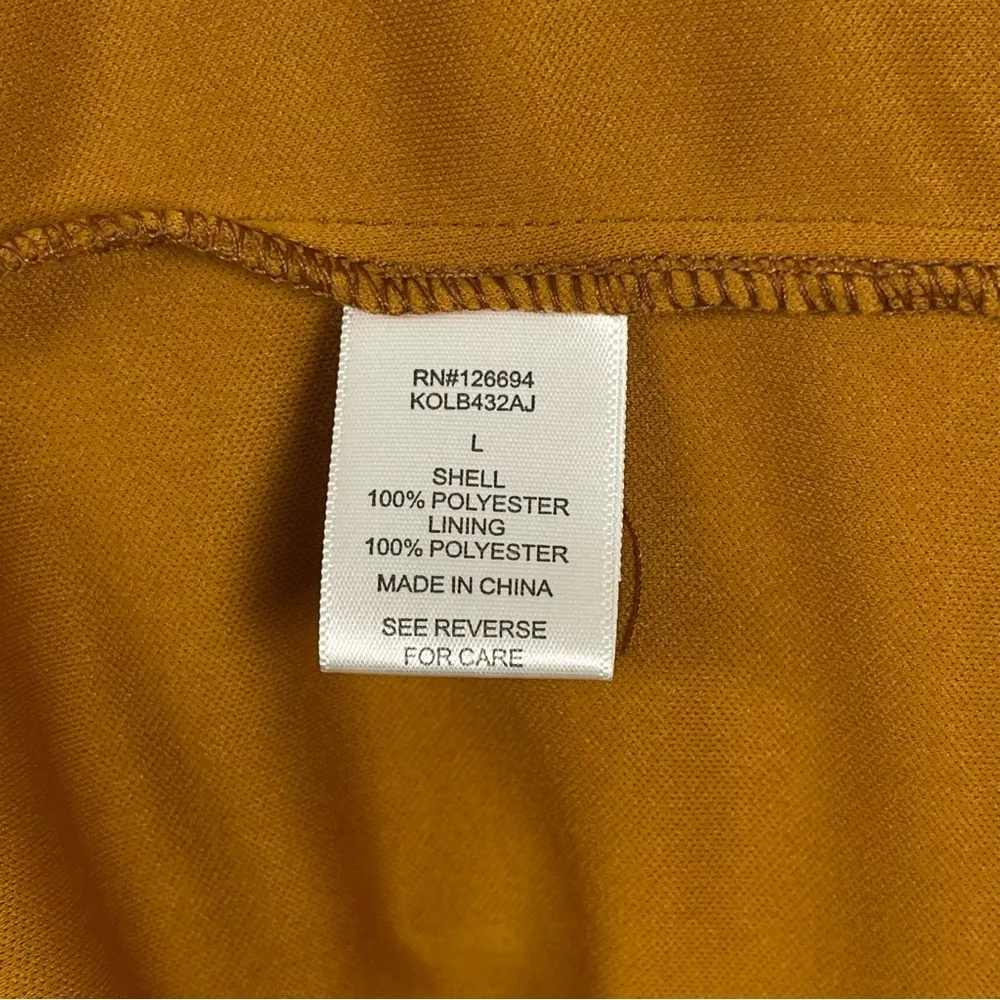 RN#126694
KOLB432AJ
L
SHELL
100% POLYESTER
LINING
100% POLYESTER
MADE IN CHINA
SEE REVERSE
FOR CARE